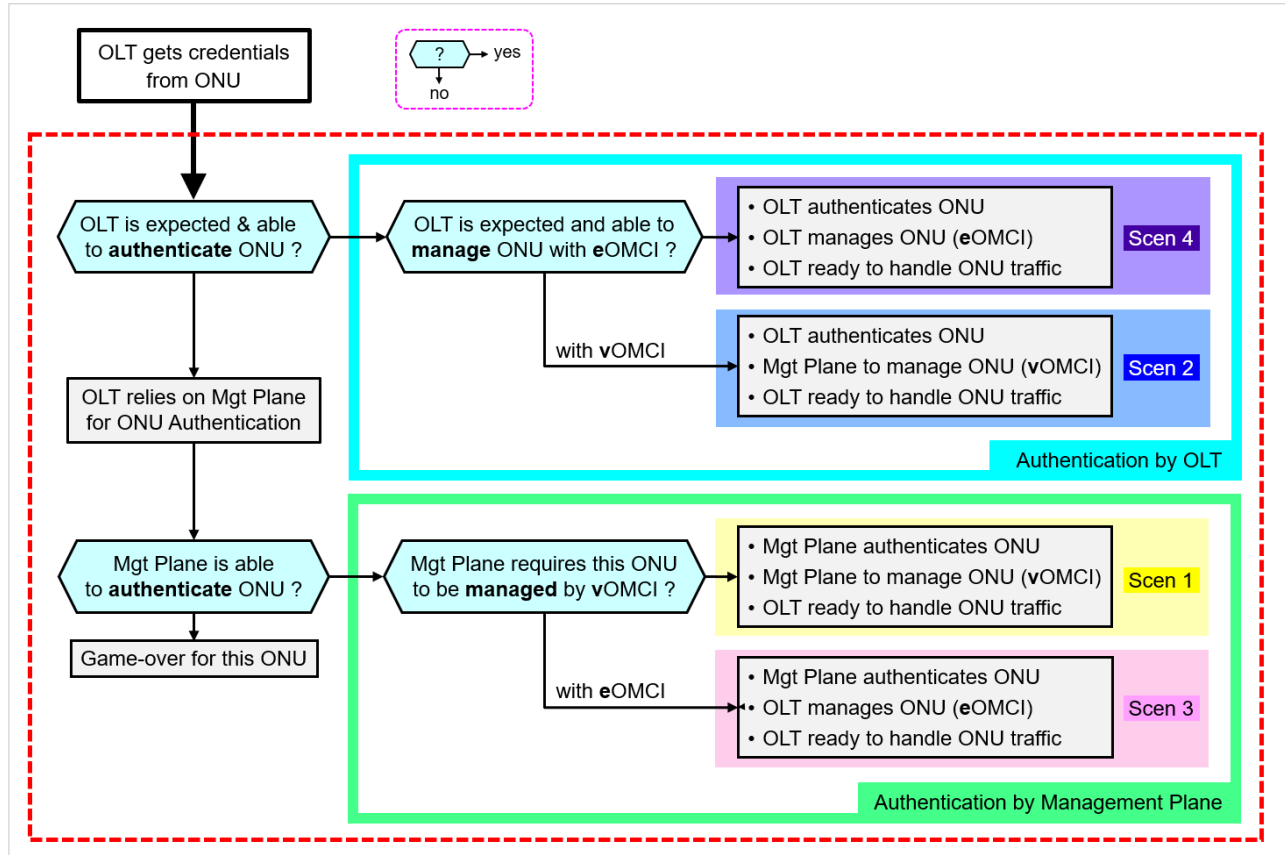 OLT gets credentials
from ONU
?
yes
no
OLT is expected & able
to authenticate ONU ?
OLT is expected and able to
manage ONU with eOMCI ?
• OLT authenticates ONU
• OLT manages ONU (eOMCI)
• OLT ready to handle ONU traffic
Scen 4
with vOMCI
• OLT authenticates ONU
• Mgt Plane to manage ONU (vOMCI)
• OLT ready to handle ONU traffic
Scen 2
OLT relies on Mgt Plane
for ONU Authentication
Authentication by OLT
Mgt Plane is able
to authenticate ONU ?
Mgt Plane requires this ONU
to be managed by vOMCI ?
• Mgt Plane authenticates ONU
• Mgt Plane to manage ONU (vOMCI)
• OLT ready to handle ONU traffic
Scen 1
Game-over for this ONU
with eOMCI
• Mgt Plane authenticates ONU
• OLT manages ONU (eOMCI)
• OLT ready to handle ONU traffic
Scen 3
Authentication by Management Plane